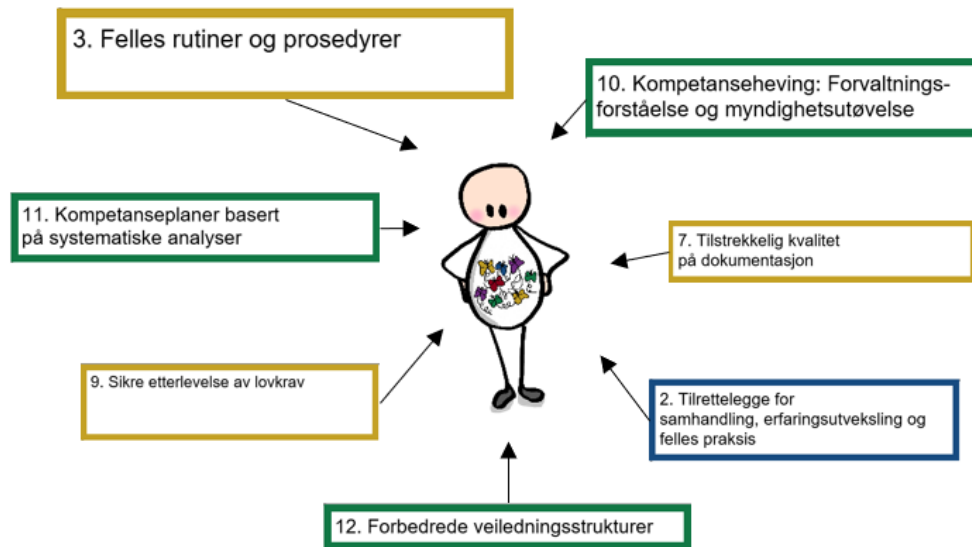 3. Felles rutiner og prosedyrer
10. Kompetanseheving: Forvaltnings-
forståelse og myndighetsutøvelse
11. Kompetanseplaner basert
på systematiske analyser
7. Tilstrekkelig kvalitet
på dokumentasjon
9. Sikre etterlevelse av lovkrav
2. Tilrettelegge for
samhandling, erfaringsutveksling og
felles praksis
12. Forbedrede veiledningsstrukturer